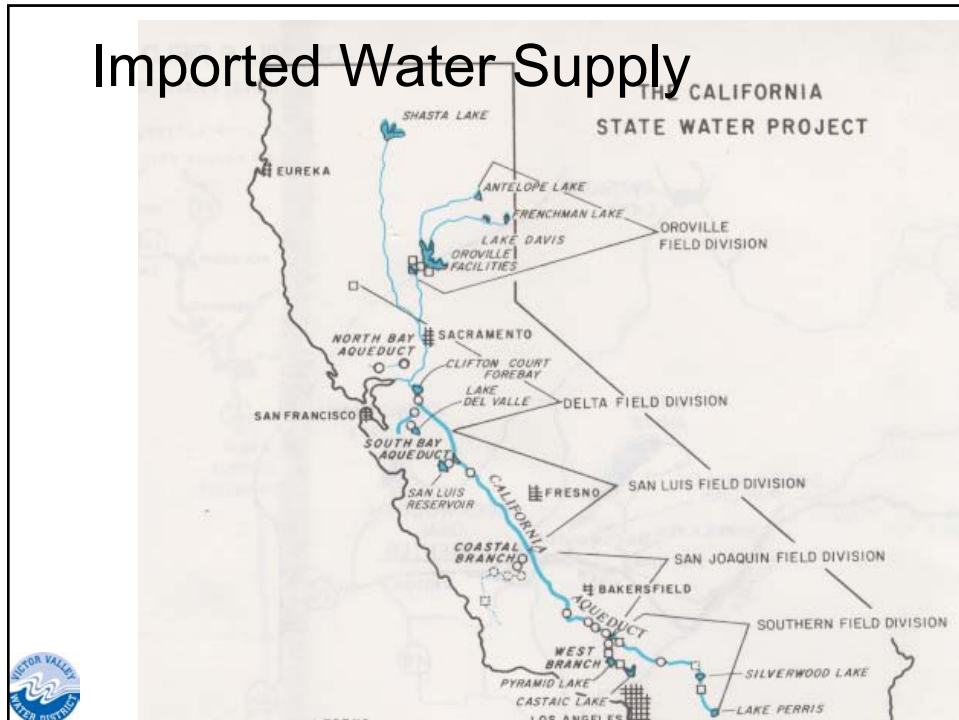 Imported Water Supply
THE CALIFORNIA
STATE WATER PROJECT
SHASTA LAKE
EUREKA
ANTELOPE LAKE
FRENCHMAN LAKE
LAKE DAVIS
OROVILLE
FACILITIES
OROVILLE
FIELD DIVISION
SACRAMENTO
NORTH BAY
AQUEDUCT
CLIFTON COURT
FOREBAY
LAKE
DEL VALLE
DELTA FIELD DIVISION
SAN FRANCISCO
SOUTH BAY
AQUEDUCT
SAN LUIS
RESERVOIR
CALIFORNIA
AQUEDUCT
FRESNO
SAN LUIS FIELD DIVISION
COASTAL
BRANCH
SAN JOAQUIN FIELD DIVISION
BAKERSFIELD
SOUTHERN FIELD DIVISION
WEST
BRANCH
PYRAMID LAKE
CASTAIC LAKE
SILVERWOOD LAKE
LAKE PERRIS
LOS ANGELES
VICTOR VALLEY
WATER DISTRICT